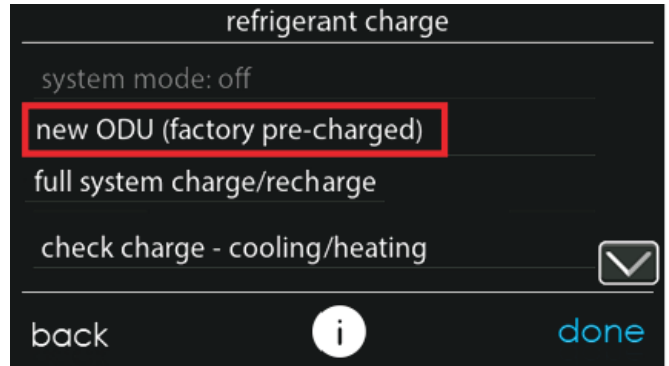 refrigerant charge
system mode: off
new ODU (factory pre-charged)
full system charge/recharge
check charge - cooling/heating
back i done